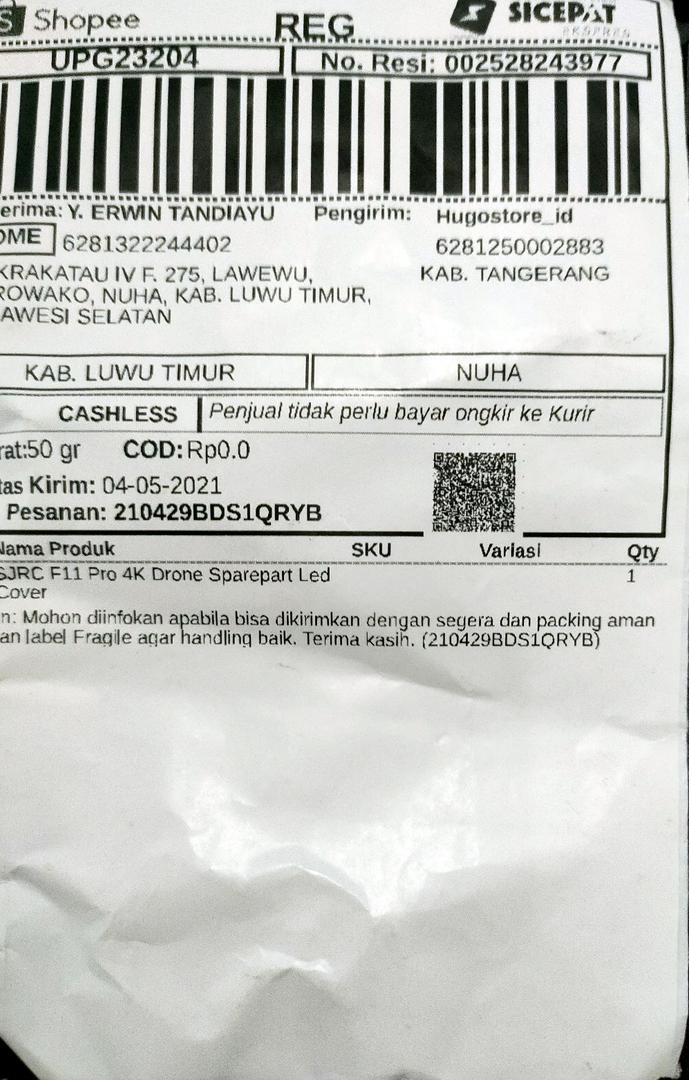 Shopee
REG
SICEPAT
EKSPRES
UPG23204
No. Resi: 002528243977
erima: Y. ERWIN TANDIAYU
Pengirim: Hugostore_id
OME 6281322244402
6281250002883
KRAKATAU IV F. 275, LAWEWU,
KAB. TANGERANG
ROWAKO, NUHA, KAB. LUWU TIMUR,
AWESI SELATAN
KAB. LUWU TIMUR
NUHA
CASHLESS
Penjual tidak perlu bayar ongkir ke Kurir
rat:50 gr COD:Rp0.0
tas Kirim: 04-05-2021
Pesanan: 210429BDS1QRYB
Nama Produk SKU Variasi Qty
SJRC F11 Pro 4K Drone Sparepart Led 1
Cover
n: Mohon diinfokan apabila bisa dikirimkan dengan segera dan packing aman
an label Fragile agar handling baik. Terima kasih. (210429BDS1QRYB)